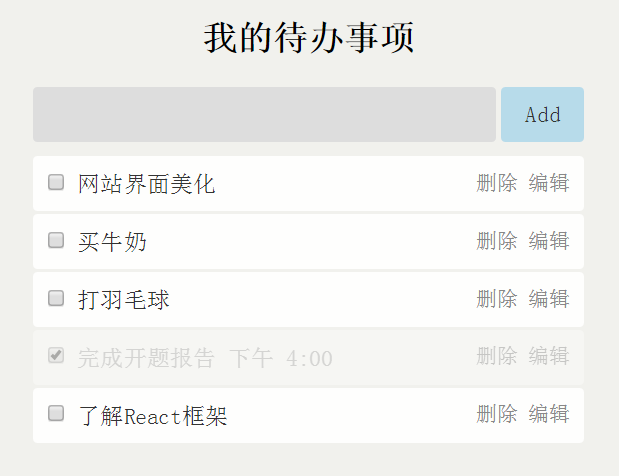 我的待办事项
Add
网站界面美化 删除 编辑
买牛奶 删除 编辑
打羽毛球 删除 编辑
完成开题报告 下午 4:00 删除 编辑
了解React框架 删除 编辑